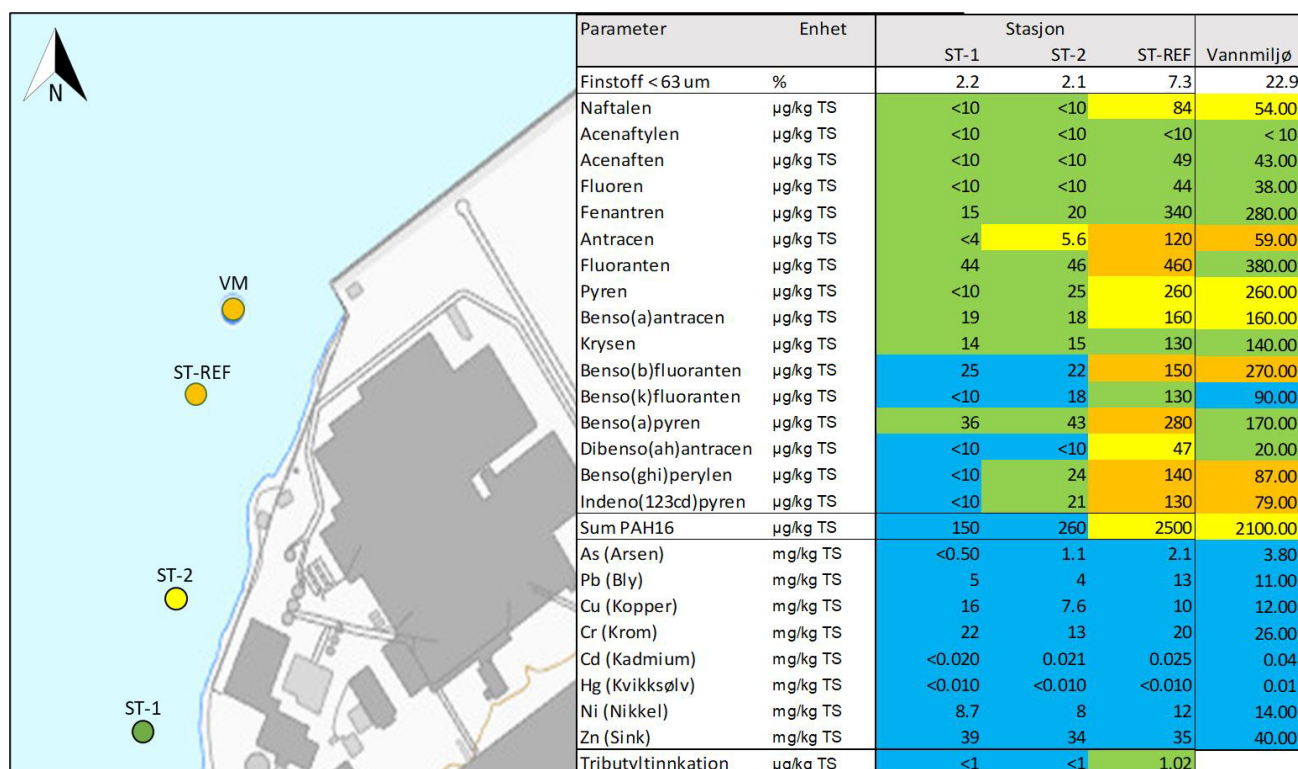 N
VM
ST-REF
ST-2
ST-1
Parameter Enhet Stasjon
ST-1 ST-2 ST-REF Vannmiljø
Finstoff < 63 um % 2.2 2.1 7.3 22.9
Naftalen µg/kg TS <10 <10 84 54.00
Acenaftylen µg/kg TS <10 <10 <10 < 10
Acenaften µg/kg TS <10 <10 49 43.00
Fluoren µg/kg TS <10 <10 44 38.00
Fenantren µg/kg TS 15 20 340 280.00
Antracen µg/kg TS <4 5.6 120 59.00
Fluoranten µg/kg TS 44 46 460 380.00
Pyren µg/kg TS <10 25 260 260.00
Benso(a)antracen µg/kg TS 19 18 160 160.00
Krysen µg/kg TS 14 15 130 140.00
Benso(b)fluoranten µg/kg TS 25 22 150 270.00
Benso(k)fluoranten µg/kg TS <10 18 130 90.00
Benso(a)pyren µg/kg TS 36 43 280 170.00
Dibenso(ah)antracen µg/kg TS <10 <10 47 20.00
Benso(ghi)perylen µg/kg TS <10 24 140 87.00
Indeno(123cd)pyren µg/kg TS <10 21 130 79.00
Sum PAH16 µg/kg TS 150 260 2500 2100.00
As (Arsen) mg/kg TS <0.50 1.1 2.1 3.80
Pb (Bly) mg/kg TS 5 4 13 11.00
Cu (Kopper) mg/kg TS 16 7.6 10 12.00
Cr (Krom) mg/kg TS 22 13 20 26.00
Cd (Kadmium) mg/kg TS <0.020 0.021 0.025 0.04
Hg (Kvikksølv) mg/kg TS <0.010 <0.010 <0.010 0.01
Ni (Nikkel) mg/kg TS 8.7 8 12 14.00
Zn (Sink) mg/kg TS 39 34 35 40.00
Tributyltinnkation µg/kg TS <1 <1 1.02